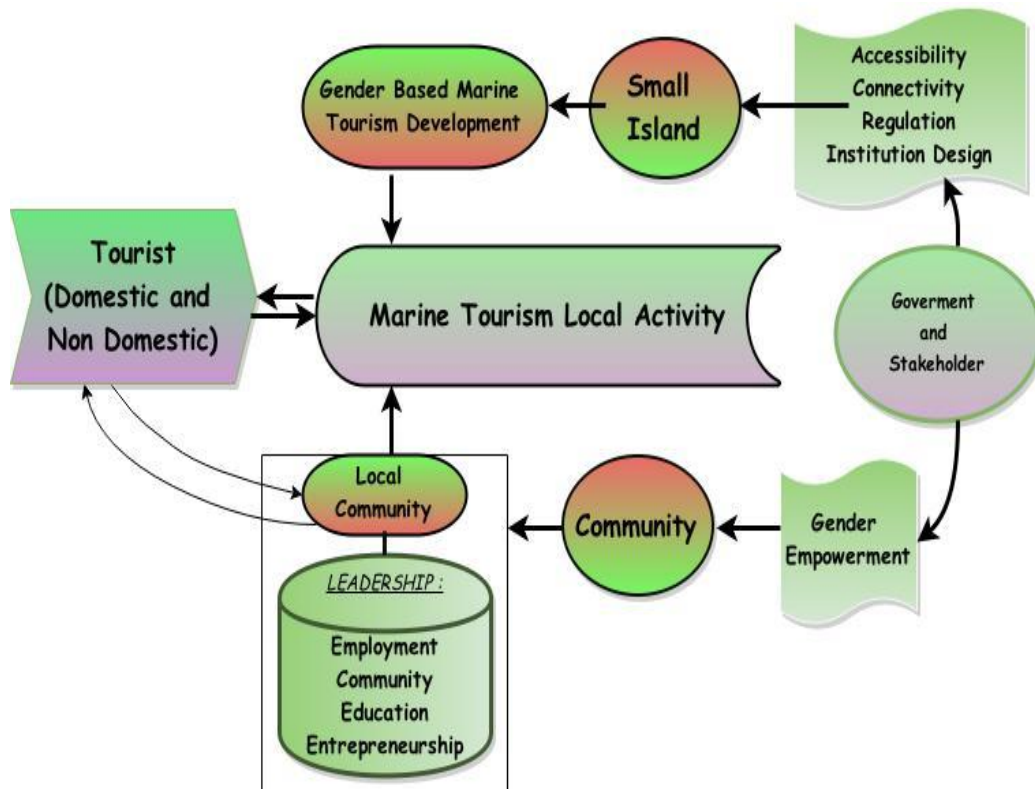 Gender Based Marine
Tourism Development
Small
Island
Accessibility
Connectivity
Regulation
Institution Design
Tourist
(Domestic and
Non Domestic)
Marine Tourism Local Activity
Goverment
and
Stakeholder
Local
Community
Community
Gender
Empowerment
LEADERSHIP :
Employment
Community
Education
Entrepreneurship